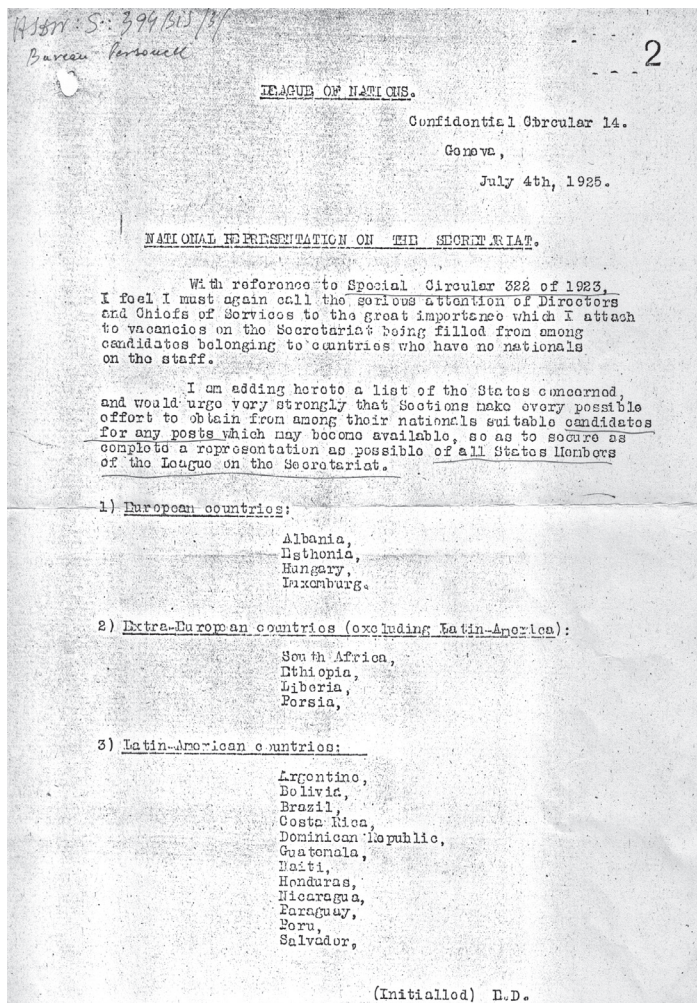 S: 399 BIS /3/
Bureau Personnel
2
LEAGUE OF NATIONS.
Confidential Circular 14.
Geneva,
July 4th, 1925.
NATIONAL REPRESENTATION ON THE SECRETARIAT.
With reference to Special Circular 322 of 1923,
I feel I must again call the serious attention of Directors
and Chiefs of Services to the great importance which I attach
to vacancies on the Secretariat being filled from among
candidates belonging to countries who have no nationals
on the staff.
I am adding hereto a list of the States concerned,
and would urge very strongly that Sections make every possible
effort to obtain from among their nationals suitable candidates
for any posts which may become available, so as to secure as
complete a representation as possible of all States Members
of the League on the Secretariat.
1) European countries:
Albania,
Esthonia,
Hungary,
Luxemburg.
2) Extra-European countries (excluding Latin-America):
South Africa,
Ethiopia,
Liberia,
Persia,
3) Latin-American countries:
Argentine,
Bolivia,
Brazil,
Costa Rica,
Dominican Republic,
Guatemala,
Haiti,
Honduras,
Nicaragua,
Paraguay,
Peru,
Salvador,
(Initialled) E.D.